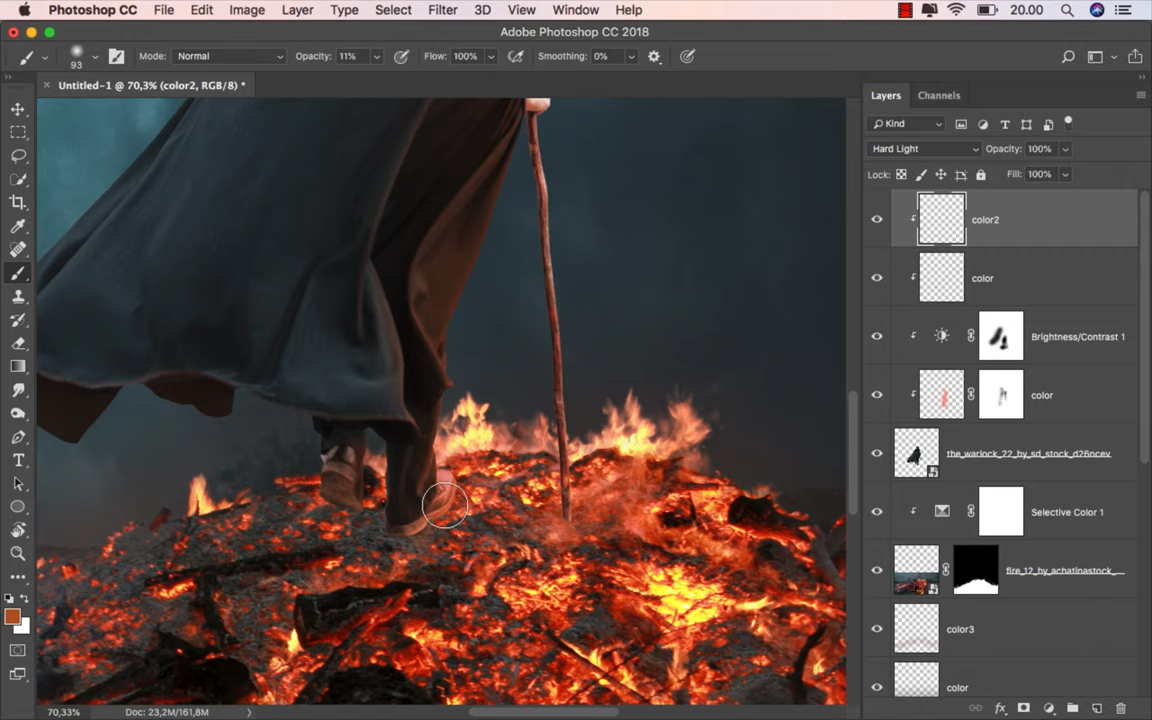 Photoshop CC File Edit Image Layer Type Select Filter 3D View Window Help 20.00
Adobe Photoshop CC 2018
93 Mode: Normal Opacity: 11% Flow: 100% Smoothing: 0%
Untitled-1 @ 70,3% (color2, RGB/8) *
Layers Channels
Kind
Hard Light Opacity: 100%
Lock: Fill: 100%
color2
color
Brightness/Contrast 1
color
the_warlock_22_by_sd_stock_d26ncev
Selective Color 1
fire_12_by_achatinastock_...
color3
color
70,33% Doc: 23,2M/161,8M